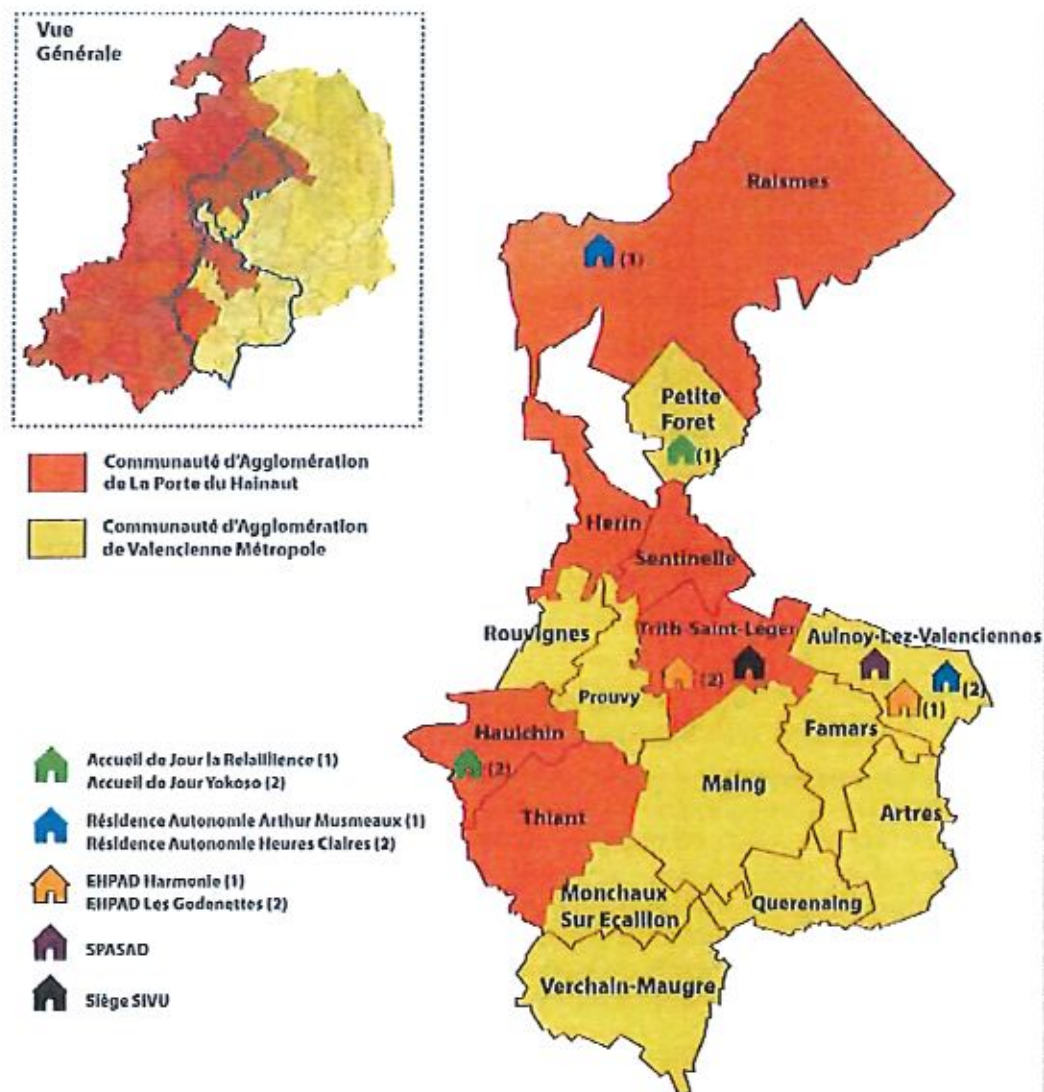 Vue
Générale
Raismes
(1)
Petite
Foret
(1)
Communauté d'Agglomération
de La Porte du Hainaut
Communauté d'Agglomération
de Valencienne Métropole
Herin
Sentinelle
Rouvignes
Trith-Saint-Léger
Aulnoy-Lez-Valenciennes
(2)
(2)
(1)
Prouvy
Famars
Haulchin
(2)
Maing
Artres
Thiant
Accueil de Jour la Relaillience (1)
Accueil de Jour Yokoso (2)
Résidence Autonomie Arthur Musmeaux (1)
Résidence Autonomie Heures Claires (2)
EHPAD Harmonie (1)
EHPAD Les Godenettes (2)
Monchaux
Sur Ecaillon
Querenaing
SPASAD
Siège SIVU
Verchain-Maugre